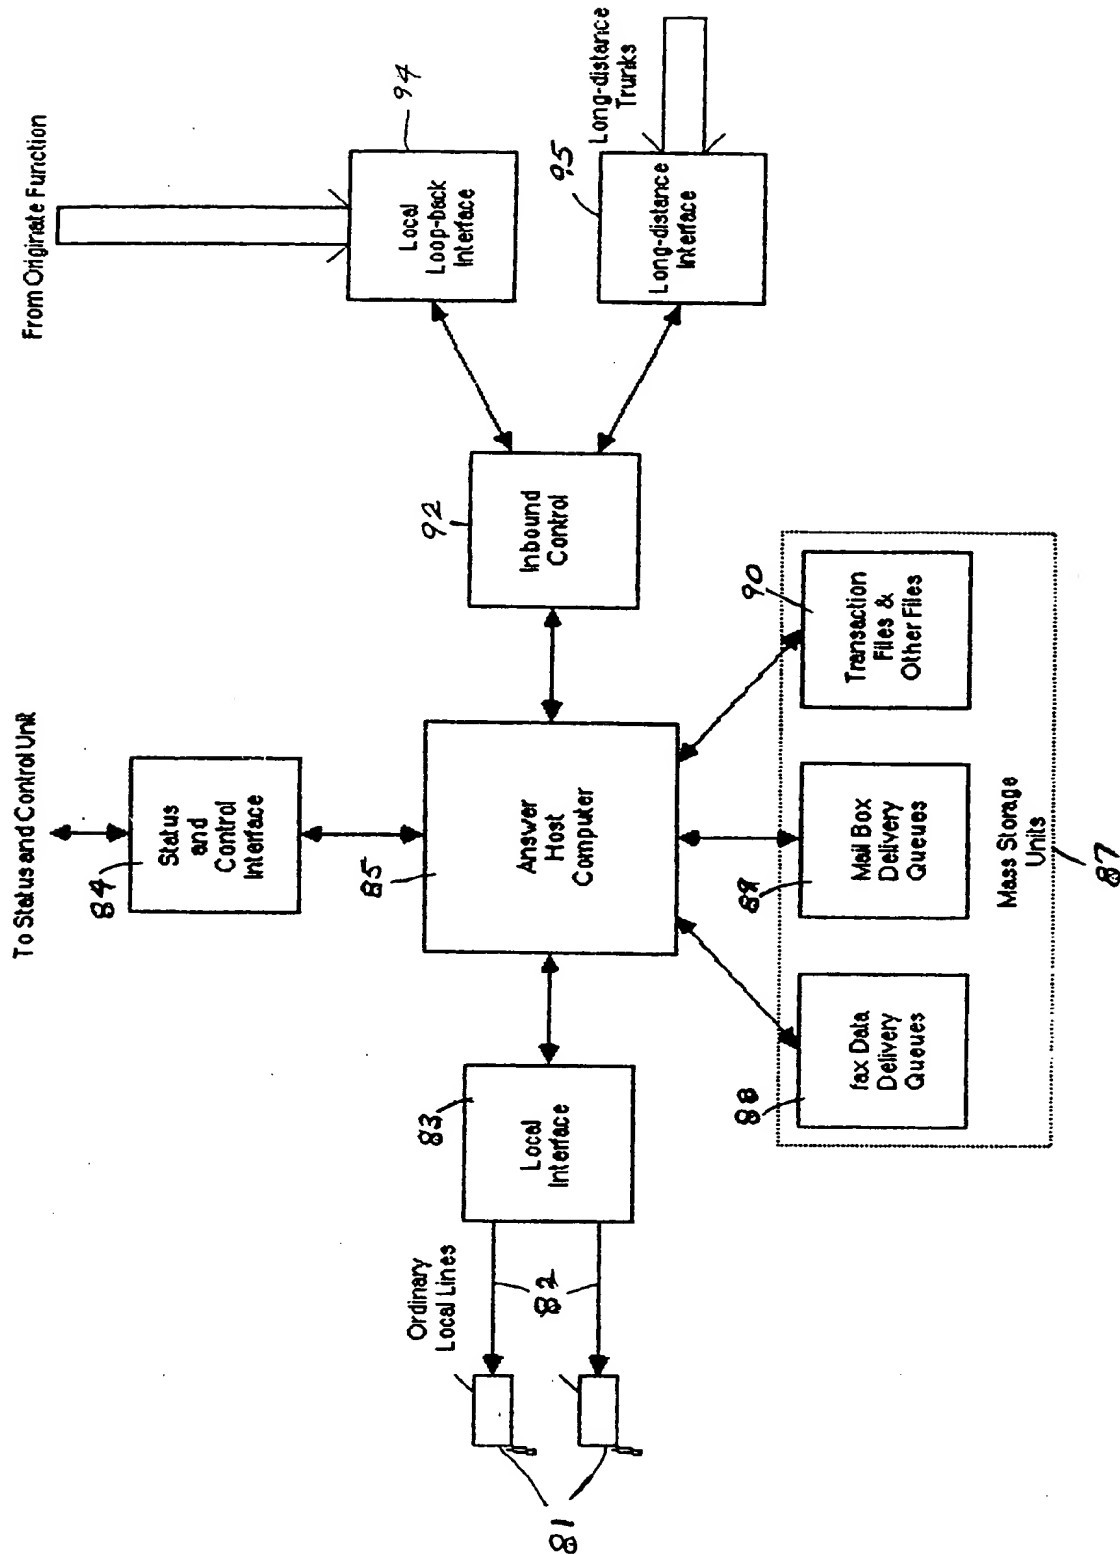 To Status and Control Unit
84
Status
and
Control
Interface
From Originate Function
81
Ordinary
Local Lines
82
83
Local
Interface
85
Answer
Host
Computer
92
Inbound
Control
94
Local
Loop-back
Interface
95
Long-distance
Interface
Long-distance
Trunks
88
fax Data
Delivery
Queues
89
Mail Box
Delivery
Queues
90
Transaction
Files &
Other Files
Mass Storage
Units
87